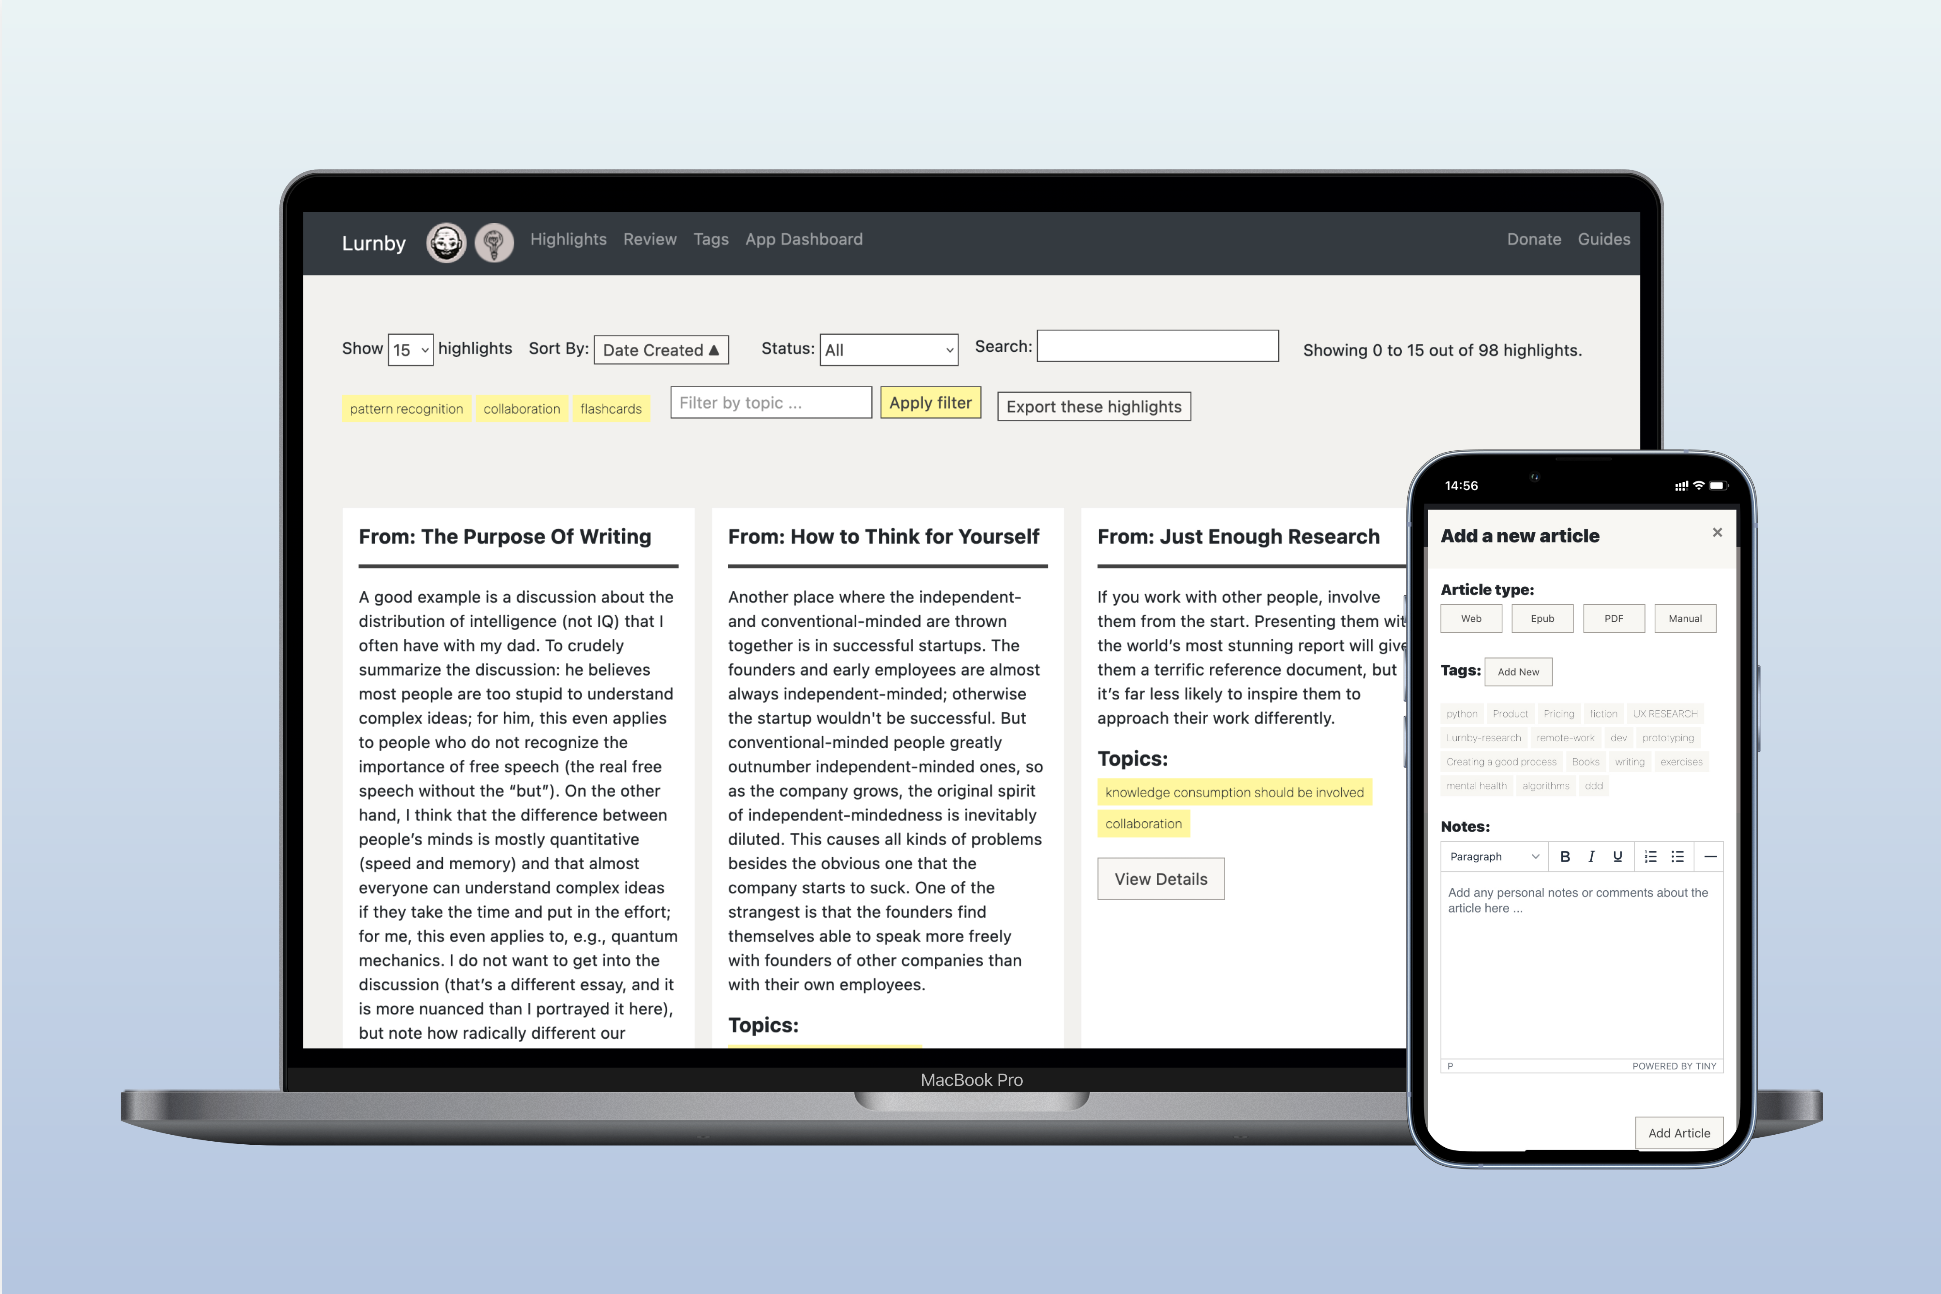 Lurnby Highlights Review Tags App Dashboard Donate Guides
Show 15 highlights Sort By: Date Created ▲ Status: All Search: Showing 0 to 15 out of 98 highlights.
pattern recognition collaboration flashcards Filter by topic ... Apply filter Export these highlights
From: The Purpose Of Writing
A good example is a discussion about the
distribution of intelligence (not IQ) that I
often have with my dad. To crudely
summarize the discussion: he believes
most people are too stupid to understand
complex ideas; for him, this even applies
to people who do not recognize the
importance of free speech (the real free
speech without the “but”). On the other
hand, I think that the difference between
people’s minds is mostly quantitative
(speed and memory) and that almost
everyone can understand complex ideas
if they take the time and put in the effort;
for me, this even applies to, e.g., quantum
mechanics. I do not want to get into the
discussion (that’s a different essay, and it
is more nuanced than I portrayed it here),
but note how radically different our
From: How to Think for Yourself
Another place where the independent-
and conventional-minded are thrown
together is in successful startups. The
founders and early employees are almost
always independent-minded; otherwise
the startup wouldn't be successful. But
conventional-minded people greatly
outnumber independent-minded ones, so
as the company grows, the original spirit
of independent-mindedness is inevitably
diluted. This causes all kinds of problems
besides the obvious one that the
company starts to suck. One of the
strangest is that the founders find
themselves able to speak more freely
with founders of other companies than
with their own employees.
Topics:
From: Just Enough Research
If you work with other people, involve
them from the start. Presenting them wit
the world’s most stunning report will give
them a terrific reference document, but
it’s far less likely to inspire them to
approach their work differently.
Topics:
knowledge consumption should be involved
collaboration
View Details
MacBook Pro
14:56
Add a new article ×
Article type:
Web Epub PDF Manual
Tags: Add New
python Product Pricing fiction UX RESEARCH
Lurnby-research remote-work dev prototyping
Creating a good process Books writing exercises
mental health algorithms odd
Notes:
Paragraph B I U
Add any personal notes or comments about the
article here ...
P POWERED BY TINY
Add Article